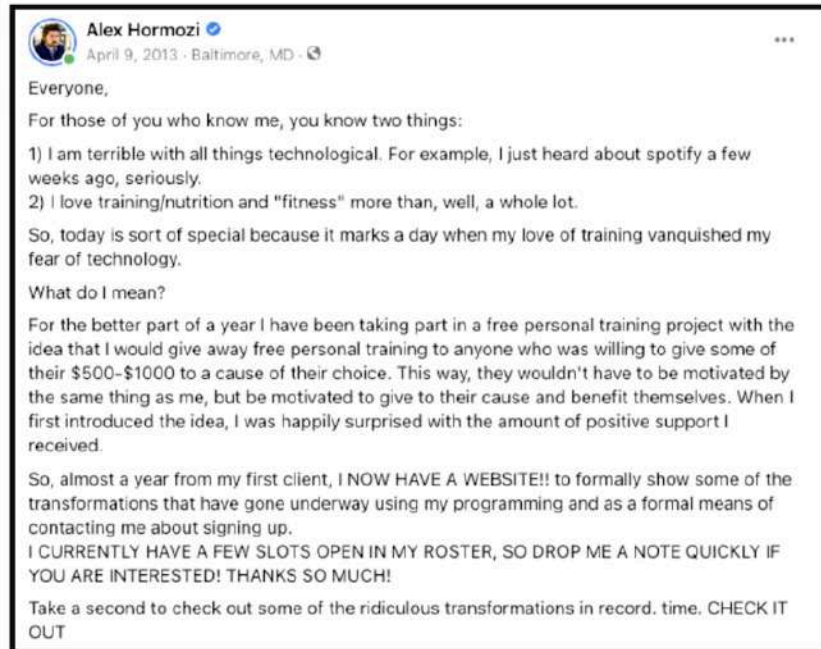 Alex Hormozi
April 9, 2013 · Baltimore, MD ·
Everyone,
For those of you who know me, you know two things:
1) I am terrible with all things technological. For example, I just heard about spotify a few
weeks ago, seriously.
2) I love training/nutrition and "fitness" more than, well, a whole lot.
So, today is sort of special because it marks a day when my love of training vanquished my
fear of technology.
What do I mean?
For the better part of a year I have been taking part in a free personal training project with the
idea that I would give away free personal training to anyone who was willing to give some of
their $500-$1000 to a cause of their choice. This way, they wouldn't have to be motivated by
the same thing as me, but be motivated to give to their cause and benefit themselves. When I
first introduced the idea, I was happily surprised with the amount of positive support I
received.
So, almost a year from my first client, I NOW HAVE A WEBSITE!! to formally show some of the
transformations that have gone underway using my programming and as a formal means of
contacting me about signing up.
I CURRENTLY HAVE A FEW SLOTS OPEN IN MY ROSTER, SO DROP ME A NOTE QUICKLY IF
YOU ARE INTERESTED! THANKS SO MUCH!
Take a second to check out some of the ridiculous transformations in record. time. CHECK IT
OUT